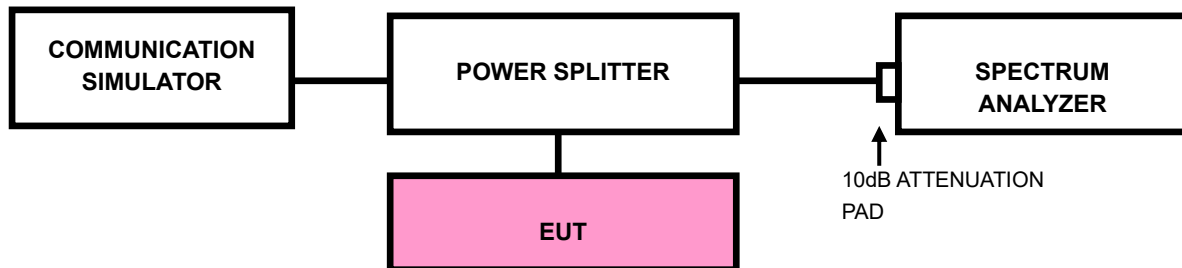 COMMUNICATION
SIMULATOR
POWER SPLITTER
SPECTRUM
ANALYZER
10dB ATTENUATION
PAD
EUT